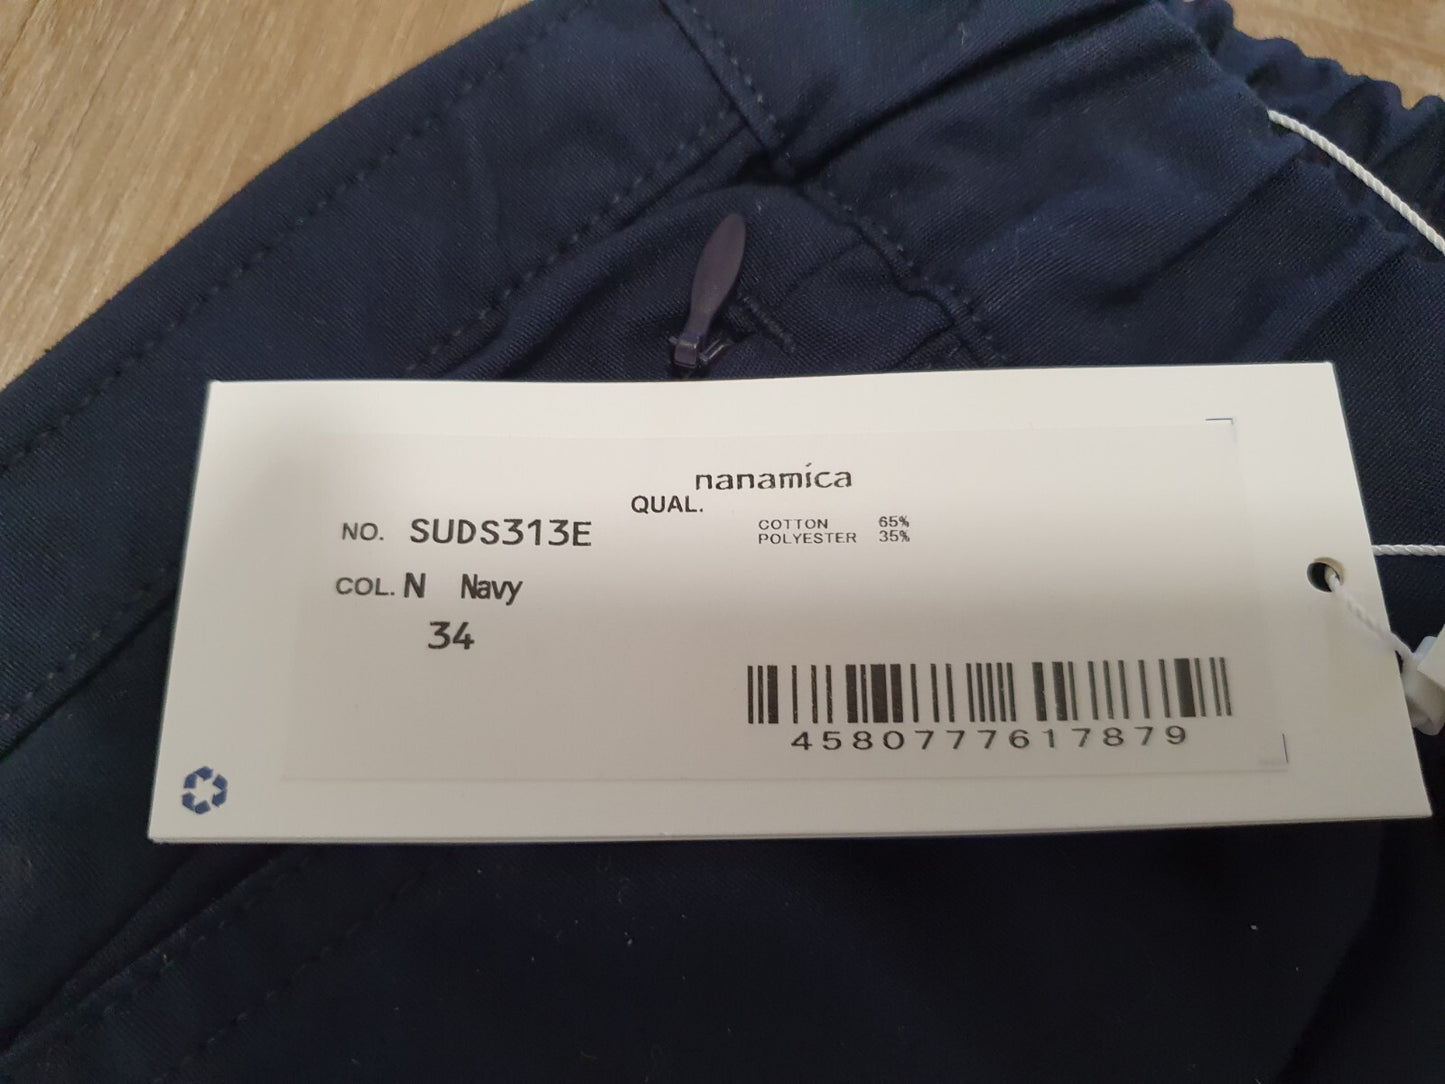 nanamica
QUAL.
NO. SUDS313E
COTTON 65%
POLYESTER 35%
COL. N Navy
34
4580777617879